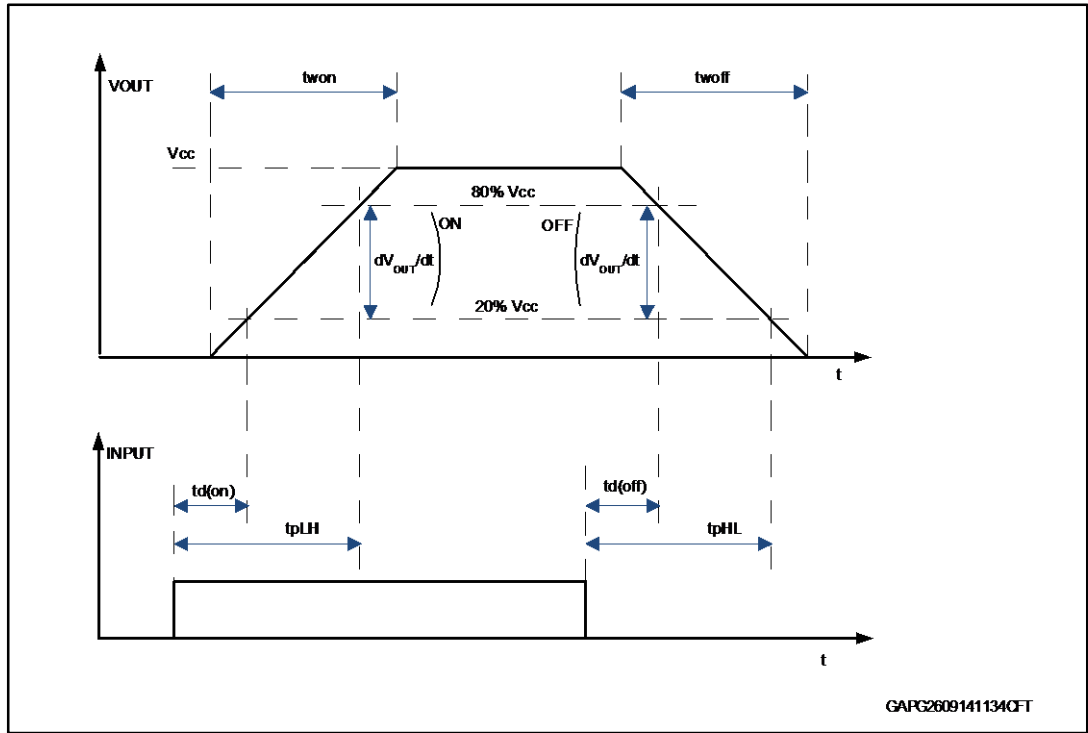 twon
twoff
VOUT
Vcc
80% Vcc
ON
OFF
dVOUT/dt
dVOUT/dt
20% Vcc
t
INPUT
td(on)
td(off)
tpLH
tpHL
t
GAPG2609141134CFT